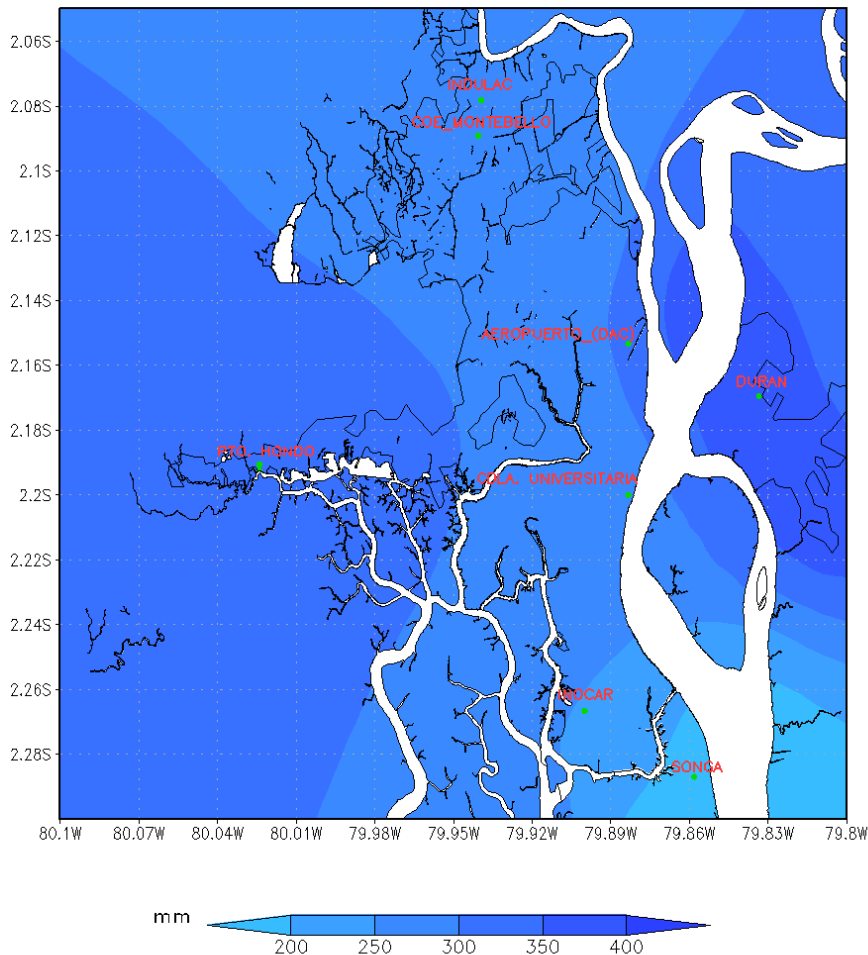 2.06S
INDULAC
2.08S
COE_MONTEBELLO
2.1S
2.12S
2.14S
AEROPUERTO_(DAC)
2.16S
DURAN
2.18S
PTO. HONDO
2.2S
CDLA. UNIVERSITARIA
2.22S
2.24S
2.26S
INOCAR
2.28S
SONGA
80.1W 80.07W 80.04W 80.01W 79.98W 79.95W 79.92W 79.89W 79.86W 79.83W 79.8W
mm
200 250 300 350 400